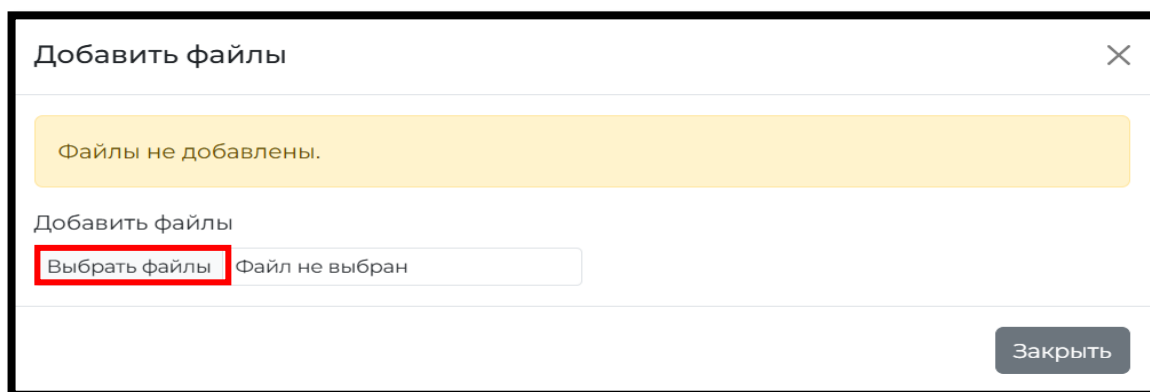 Добавить файлы
Файлы не добавлены.
Добавить файлы
Выбрать файлы Файл не выбран
Закрыть